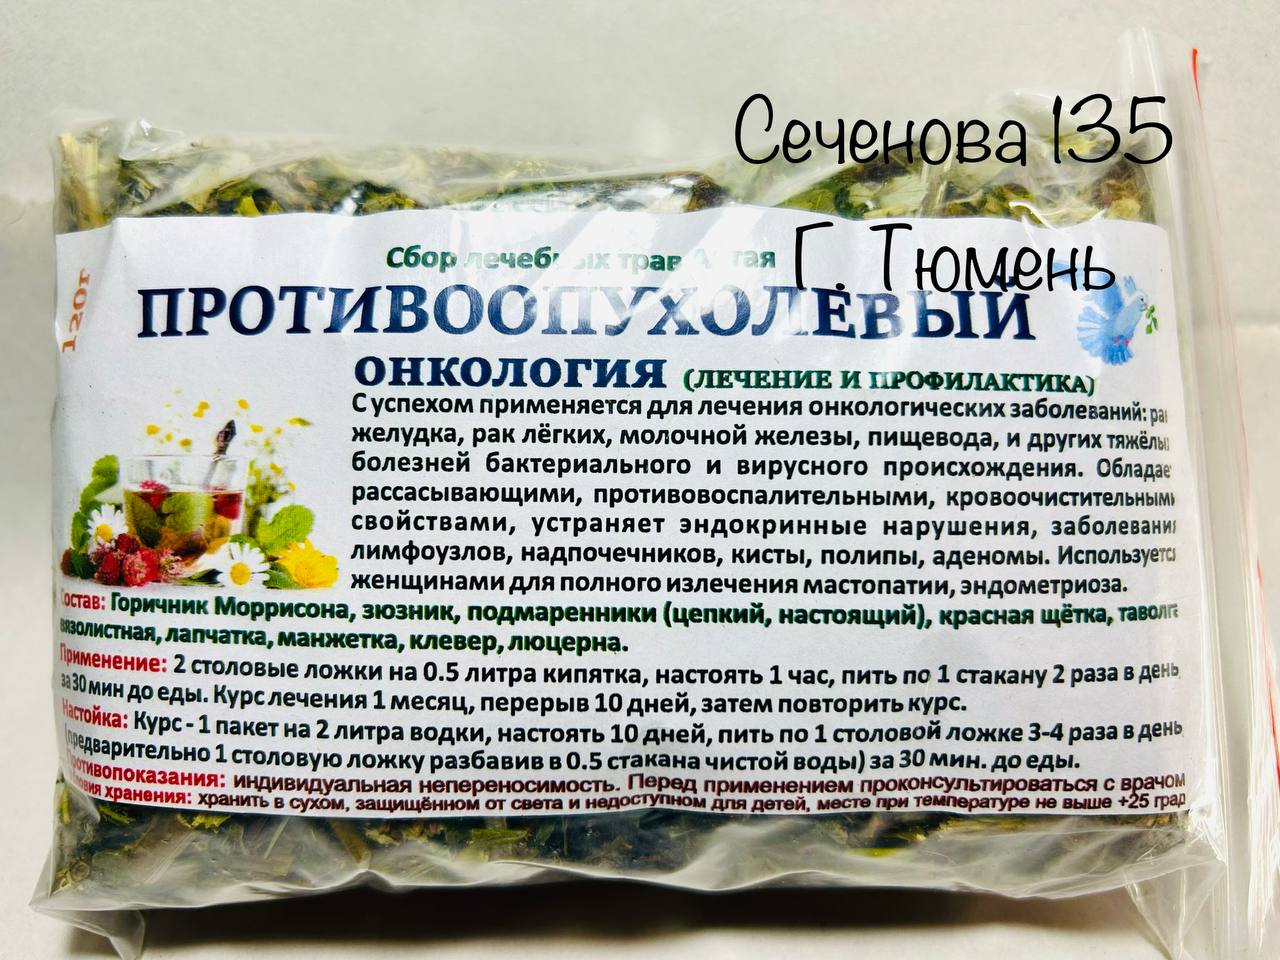 Сеченова 135
Г. Тюмень
120г
Сбор лечебных трав Алтая
ПРОТИВООПУХОЛЕВЫЙ
ОНКОЛОГИЯ (ЛЕЧЕНИЕ И ПРОФИЛАКТИКА)
С успехом применяется для лечения онкологических заболеваний: рак
желудка, рак лёгких, молочной железы, пищевода, и других тяжёлы
болезней бактериального и вирусного происхождения. Обладае
рассасывающими, противовоспалительными, кровоочистительными
свойствами, устраняет эндокринные нарушения, заболевания
лимфоузлов, надпочечников, кисты, полипы, аденомы. Используется
женщинами для полного излечения мастопатии, эндометриоза.
Состав: Горичник Моррисона, зюзник, подмаренники (цепкий, настоящий), красная щётка, таволга
вязолистная, лапчатка, манжетка, клевер, люцерна.
Применение: 2 столовые ложки на 0.5 литра кипятка, настоять 1 час, пить по 1 стакану 2 раза в день
за 30 мин до еды. Курс лечения 1 месяц, перерыв 10 дней, затем повторить курс.
Настойка: Курс - 1 пакет на 2 литра водки, настоять 10 дней, пить по 1 столовой ложке 3-4 раза в день
(предварительно 1 столовую ложку разбавив в 0.5 стакана чистой воды) за 30 мин. до еды.
Противопоказания: индивидуальная непереносимость. Перед применением проконсультироваться с врачом
Условия хранения: хранить в сухом, защищённом от света и недоступном для детей, месте при температуре не выше +25 град